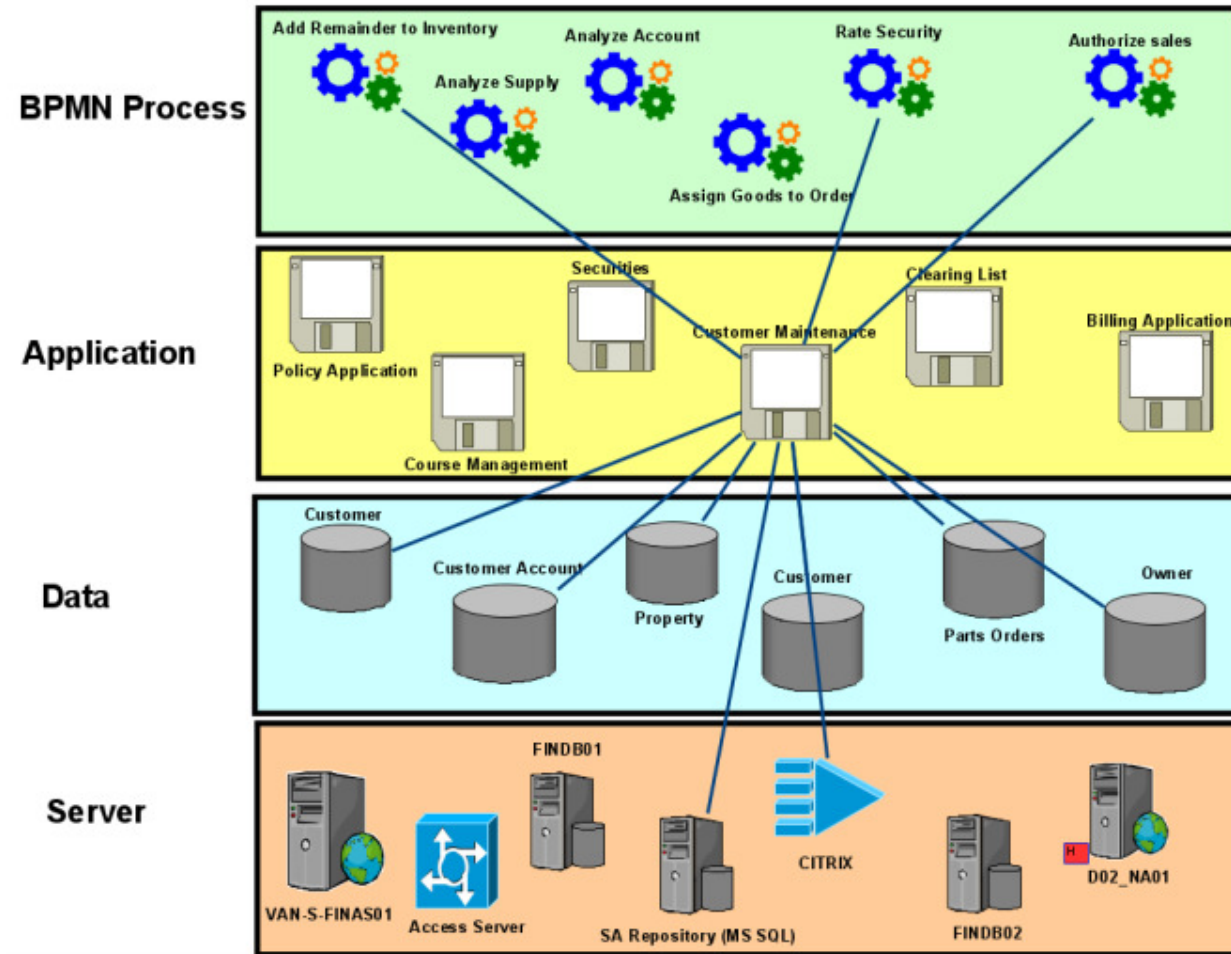 Add Remainder to Inventory
Analyze Account
Rate Security
Authorize sales
Analyze Supply
BPMN Process
Assign Goods to Order
Securities
Clearing List
Customer Maintenance
Billing Application
Application
Policy Application
Course Management
Customer
Customer Account
Customer
Owner
Data
Property
Parts Orders
FINDB01
Server
CITRIX
H
D02_NA01
VAN-S-FINAS01
Access Server
SA Repository (MS SQL)
FINDB02